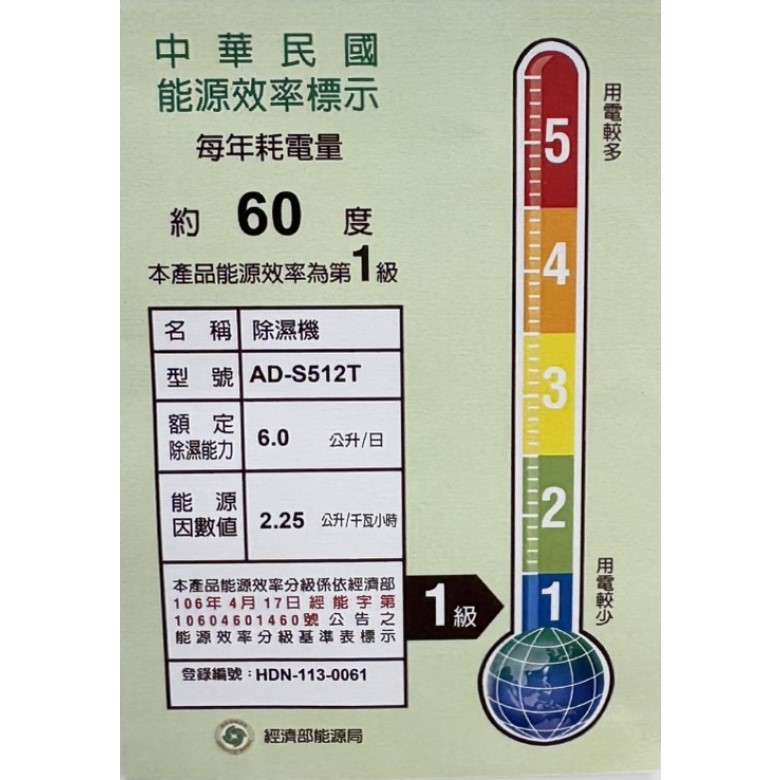 中華民國
能源效率標示
每年耗電量
約 60 度
本產品能源效率為第1級
名稱 除濕機
型號 AD-S512T
額定除濕能力 6.0 公升/日
能源因數值 2.25 公升/千瓦小時
本產品能源效率分級係依經濟部
106年4月17日經能字第
10604601460號公告之
能源效率分級基準表標示
登錄編號：HDN-113-0061
經濟部能源局
用電較多
5
4
3
2
1
用電較少
1級